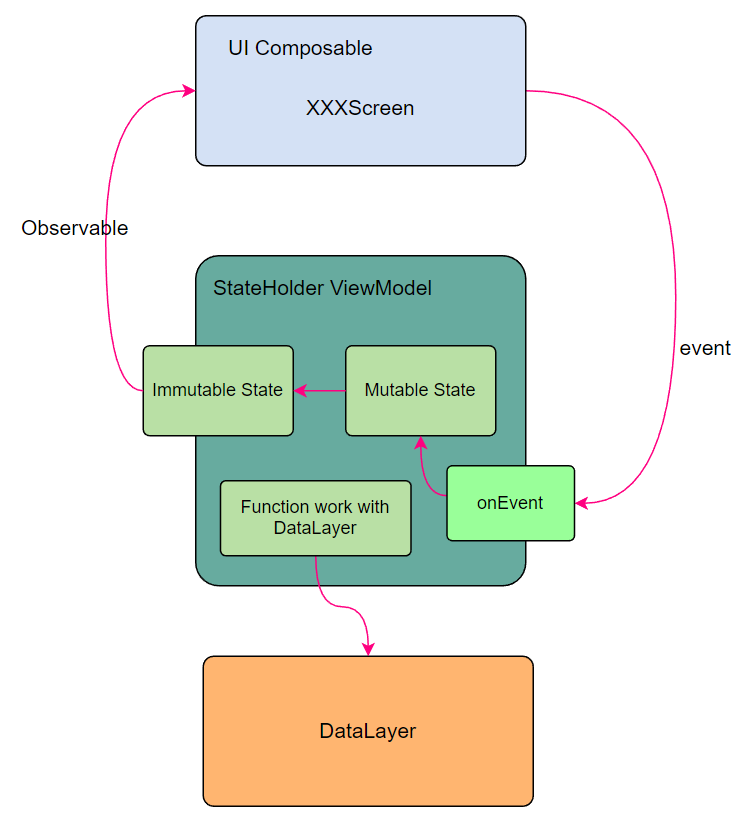 UI Composable
XXXScreen
Observable
StateHolder ViewModel
event
Immutable State
Mutable State
onEvent
Function work with
DataLayer
DataLayer